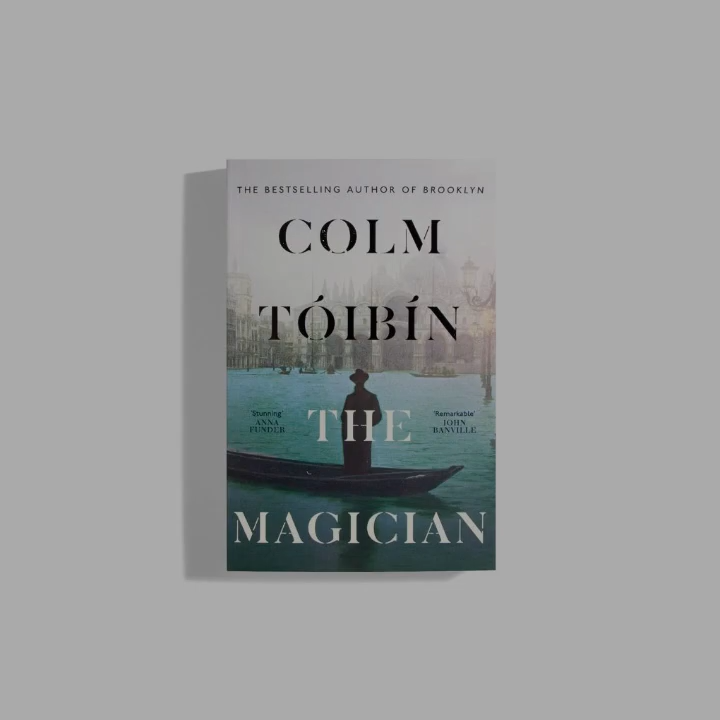 THE BESTSELLING AUTHOR OF BROOKLYN
COLM
TÓIBÍN
'Stunning'
ANNA
FUNDER
THE
'Remarkable'
JOHN
BANVILLE
MAGICIAN